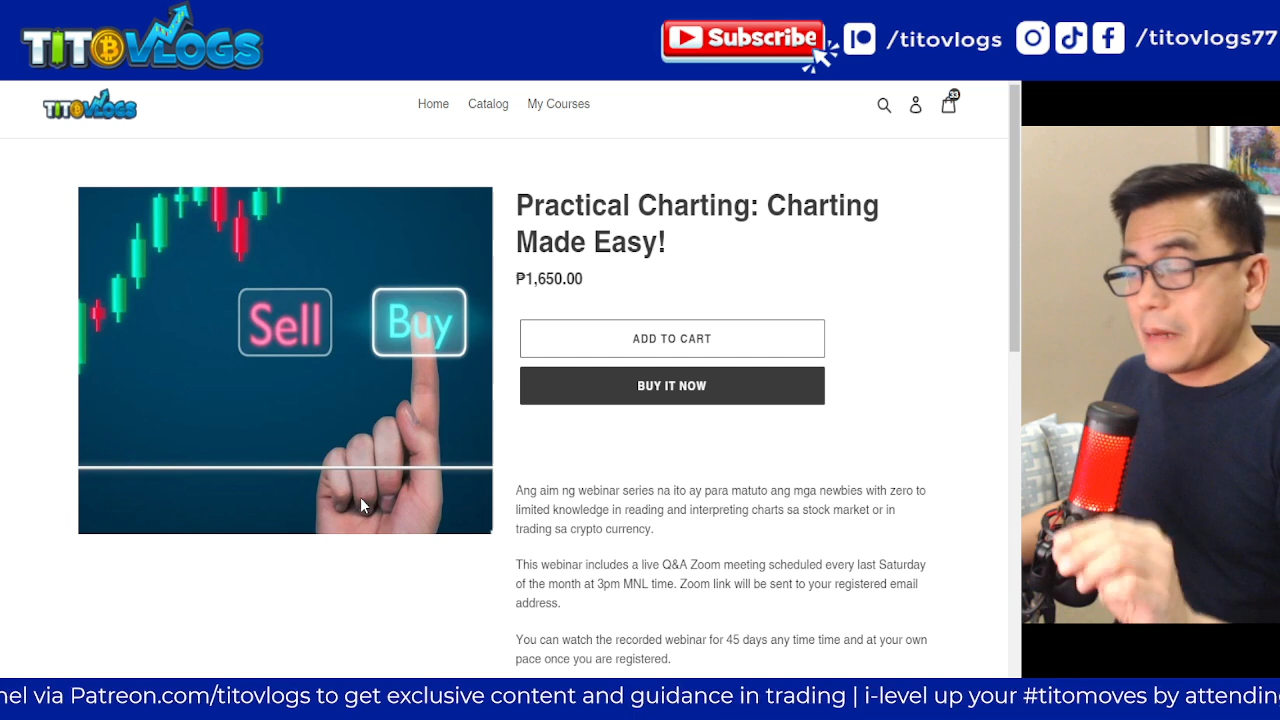 TITOVLOGS
Subscribe
/titovlogs
/titovlogs77
TITOVLOGS
Home
Catalog
My Courses
33
Practical Charting: Charting
Made Easy!
₱1,650.00
Sell
Buy
ADD TO CART
BUY IT NOW
Ang aim ng webinar series na ito ay para matuto ang mga newbies with zero to
limited knowledge in reading and interpreting charts sa stock market or in
trading sa crypto currency.
This webinar includes a live Q&A Zoom meeting scheduled every last Saturday
of the month at 3pm MNL time. Zoom link will be sent to your registered email
address.
You can watch the recorded webinar for 45 days any time time and at your own
pace once you are registered.
nel via Patreon.com/titovlogs to get exclusive content and guidance in trading | i-level up your #titomoves by attending